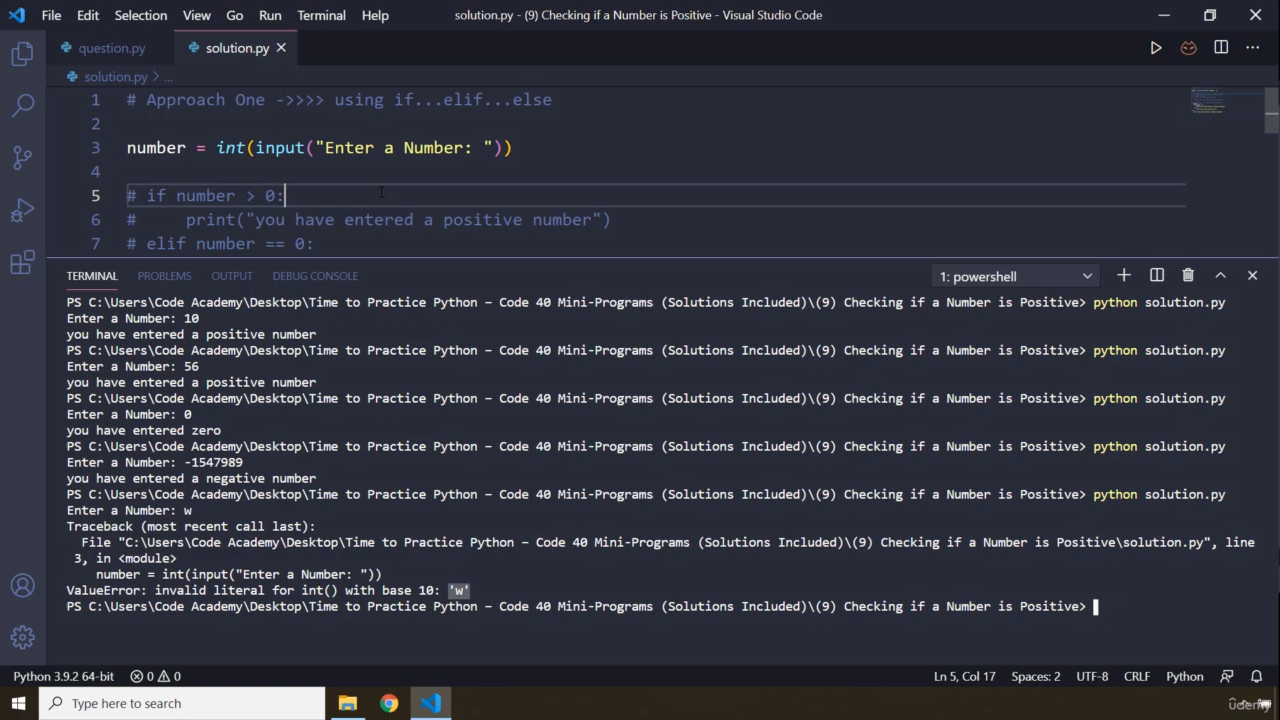 File Edit Selection View Go Run Terminal Help solution.py - (9) Checking if a Number is Positive - Visual Studio Code
question.py solution.py
solution.py > ...
1 # Approach One ->>>> using if...elif...else
2
3 number = int(input("Enter a Number: "))
4
5 # if number > 0:
6 #     print("you have entered a positive number")
7 # elif number == 0:
TERMINAL PROBLEMS OUTPUT DEBUG CONSOLE 1: powershell
PS C:\Users\Code Academy\Desktop\Time to Practice Python – Code 40 Mini-Programs (Solutions Included)\(9) Checking if a Number is Positive> python solution.py
Enter a Number: 10
you have entered a positive number
PS C:\Users\Code Academy\Desktop\Time to Practice Python – Code 40 Mini-Programs (Solutions Included)\(9) Checking if a Number is Positive> python solution.py
Enter a Number: 56
you have entered a positive number
PS C:\Users\Code Academy\Desktop\Time to Practice Python – Code 40 Mini-Programs (Solutions Included)\(9) Checking if a Number is Positive> python solution.py
Enter a Number: 0
you have entered zero
PS C:\Users\Code Academy\Desktop\Time to Practice Python – Code 40 Mini-Programs (Solutions Included)\(9) Checking if a Number is Positive> python solution.py
Enter a Number: -1547989
you have entered a negative number
PS C:\Users\Code Academy\Desktop\Time to Practice Python – Code 40 Mini-Programs (Solutions Included)\(9) Checking if a Number is Positive> python solution.py
Enter a Number: w
Traceback (most recent call last):
  File "C:\Users\Code Academy\Desktop\Time to Practice Python – Code 40 Mini-Programs (Solutions Included)\(9) Checking if a Number is Positive\solution.py", line
 3, in <module>
    number = int(input("Enter a Number: "))
ValueError: invalid literal for int() with base 10: 'w'
PS C:\Users\Code Academy\Desktop\Time to Practice Python – Code 40 Mini-Programs (Solutions Included)\(9) Checking if a Number is Positive>
Python 3.9.2 64-bit 0 0 Ln 5, Col 17 Spaces: 2 UTF-8 CRLF Python
Type here to search udemy